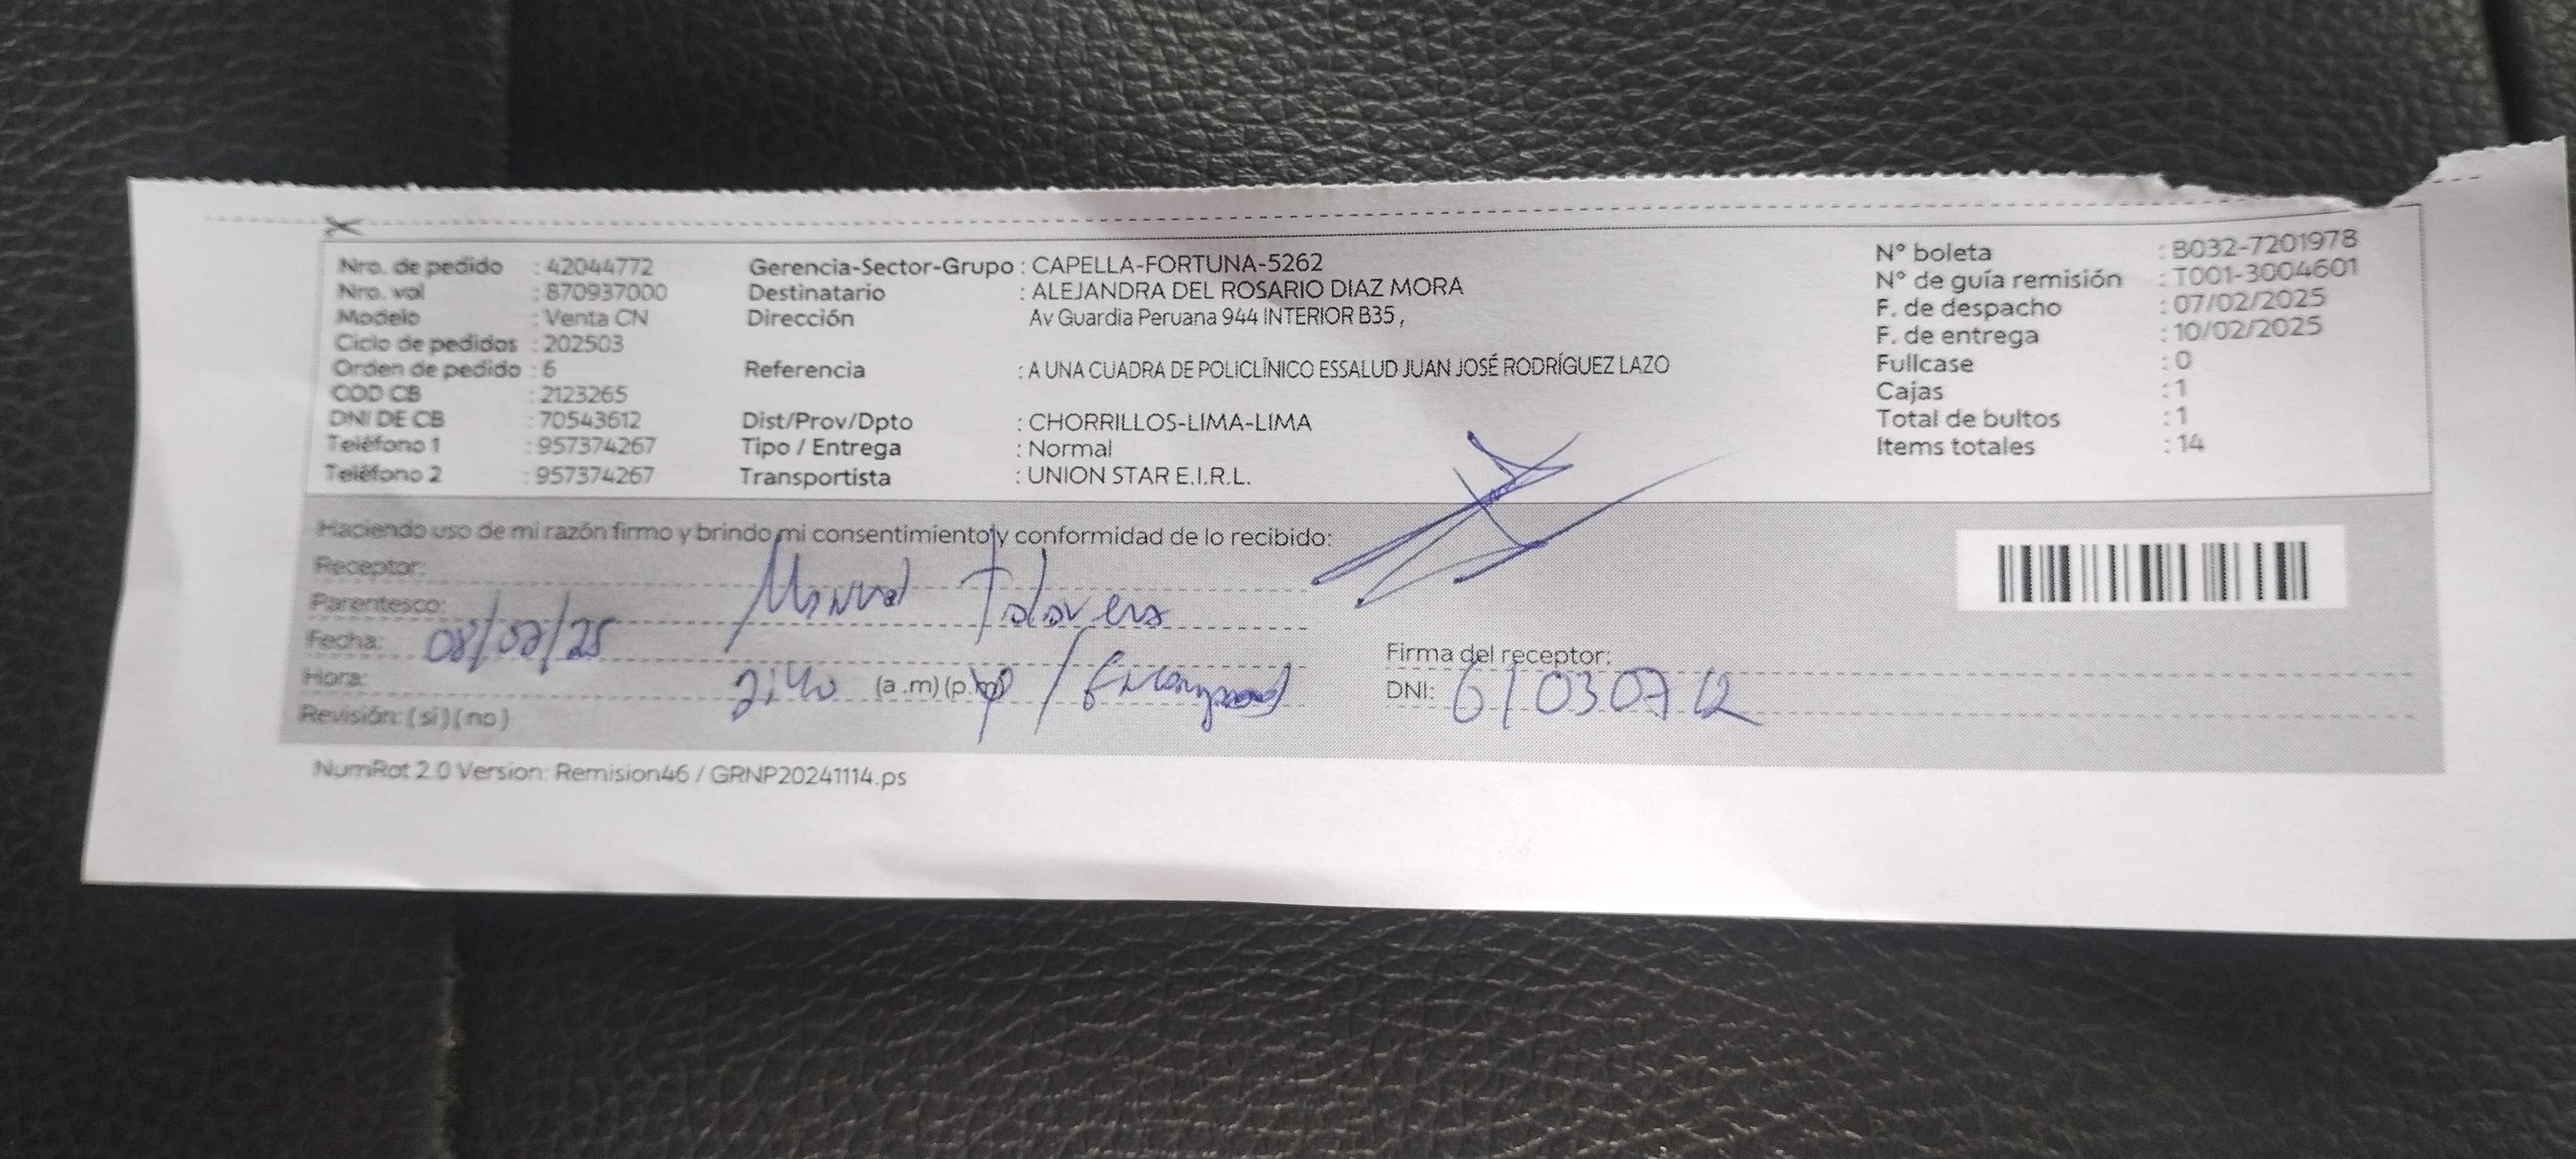 Nro. de pedido : 42044772 Gerencia-Sector-Grupo : CAPELLA-FORTUNA-5262 N° boleta : B032-7201978
Nro. val : 870937000 Destinatario : ALEJANDRA DEL ROSARIO DIAZ MORA N° de guía remisión : T001-3004601
Modelo : Venta CN Dirección Av Guardia Peruana 944 INTERIOR B35 , F. de despacho : 07/02/2025
Ciclo de pedidos : 202503 F. de entrega : 10/02/2025
Orden de pedido : 6 Referencia : A UNA CUADRA DE POLICLÍNICO ESSALUD JUAN JOSÉ RODRÍGUEZ LAZO Fullcase : 0
COD CB : 2123265 Cajas : 1
DNI DE CB : 70543612 Dist/Prov/Dpto : CHORRILLOS-LIMA-LIMA Total de bultos : 1
Teléfono 1 : 957374267 Tipo / Entrega : Normal Items totales : 14
Teléfono 2 : 957374267 Transportista : UNION STAR E.I.R.L.
Haciendo uso de mi razón firmo y brindo mi consentimiento y conformidad de lo recibido:
Receptor:
Parentesco: Talavera
Fecha: 08/02/25 Firma del receptor:
Hora: 2:40 (a .m) (p.m) DNI: 61030712
Revisión: ( si ) ( no )
NumRot 2.0 Version: Remision46 / GRNP20241114.ps